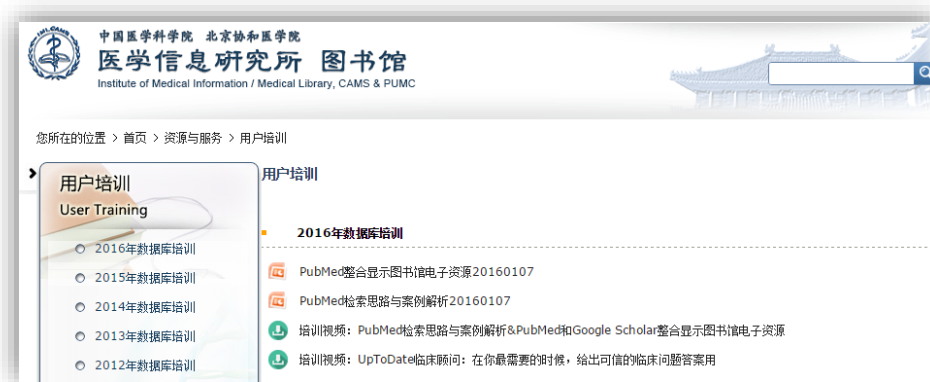 IMI, CAMS
中国医学科学院 北京协和医学院
医学信息研究所 图书馆
Institute of Medical Information / Medical Library, CAMS & PUMC
您所在的位置 > 首页 > 资源与服务 > 用户培训
用户培训
User Training
2016年数据库培训
2015年数据库培训
2014年数据库培训
2013年数据库培训
2012年数据库培训
用户培训
2016年数据库培训
PubMed整合显示图书馆电子资源20160107
PubMed检索思路与案例解析20160107
培训视频：PubMed检索思路与案例解析&PubMed和Google Scholar整合显示图书馆电子资源
培训视频：UpToDate临床顾问：在你最需要的时候，给出可信的临床问题答案用